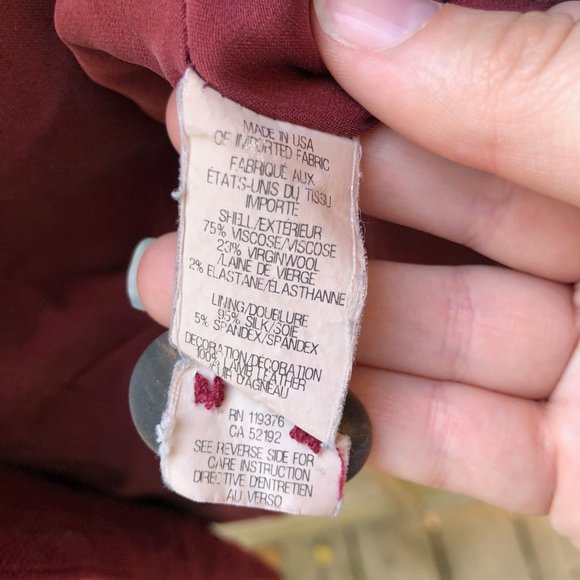 MADE IN USA
OF IMPORTED FABRIC
FABRIQUÉ AUX
ÉTATS-UNIS DU TISSU
IMPORTÉ
SHELL/EXTÉRIEUR
75% VISCOSE/VISCOSE
23% VIRGIN WOOL
/LAINE DE VIERGE
2% ELASTANE/ELASTHANNE
LINING/DOUBLURE
95% SILK/SOIE
5% SPANDEX/SPANDEX
DECORATION/DECORATION
100% LAMB LEATHER
/CUIR D'AGNEAU
RN 119376
CA 52192
SEE REVERSE SIDE FOR
CARE INSTRUCTION
DIRECTIVE D'ENTRETIEN
AU VERSO